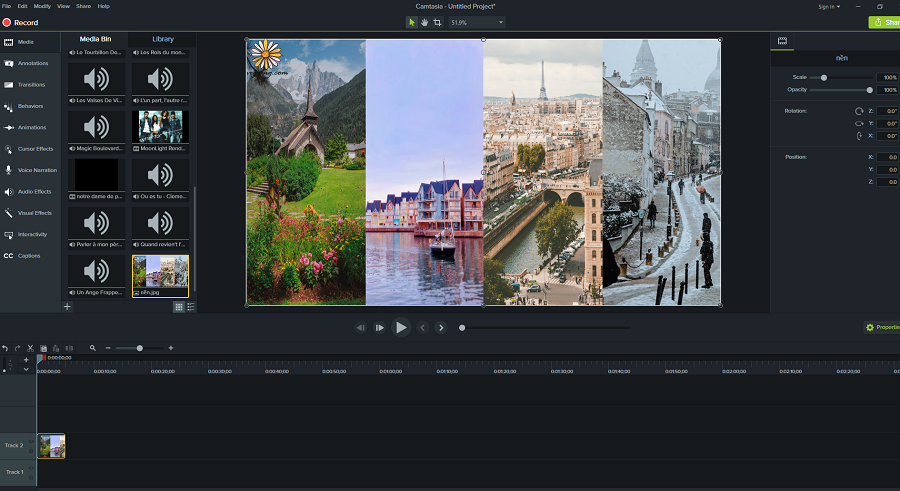 File Edit Modify View Share Help
Camtasia - Untitled Project*
Sign In
Record
51.9%
Shar
Media
Annotations
Transitions
Behaviors
Animations
Cursor Effects
Voice Narration
Audio Effects
Visual Effects
Interactivity
CC Captions
Media Bin Library
Le Tourbillon De... Les Rois du mon...
Les Valses De Vi... L'un part, l'autre r...
Magic Boulevard... MoonLight Rend...
notre dame de p... Ou es tu - Cleme...
Parler à mon pér... Quand revien't l'...
Un Ange Frappe... nền.jpg
nền
Scale 100%
Opacity 100%
Rotation: Z: 0.0°
Y: 0.0°
X: 0.0°
Position: X: 0.0
Y: 0.0
Z: 0.0
Properties
0:00:00;00
0:00:00;00 0:00:10;00 0:00:20;00 0:00:30;00 0:00:40;00 0:00:50;00 0:01:00;00 0:01:10;00 0:01:20;00 0:01:30;00 0:01:40;00 0:01:50;00 0:02:00;00 0:02:10;00 0:02:20;00
Track 2
Track 1